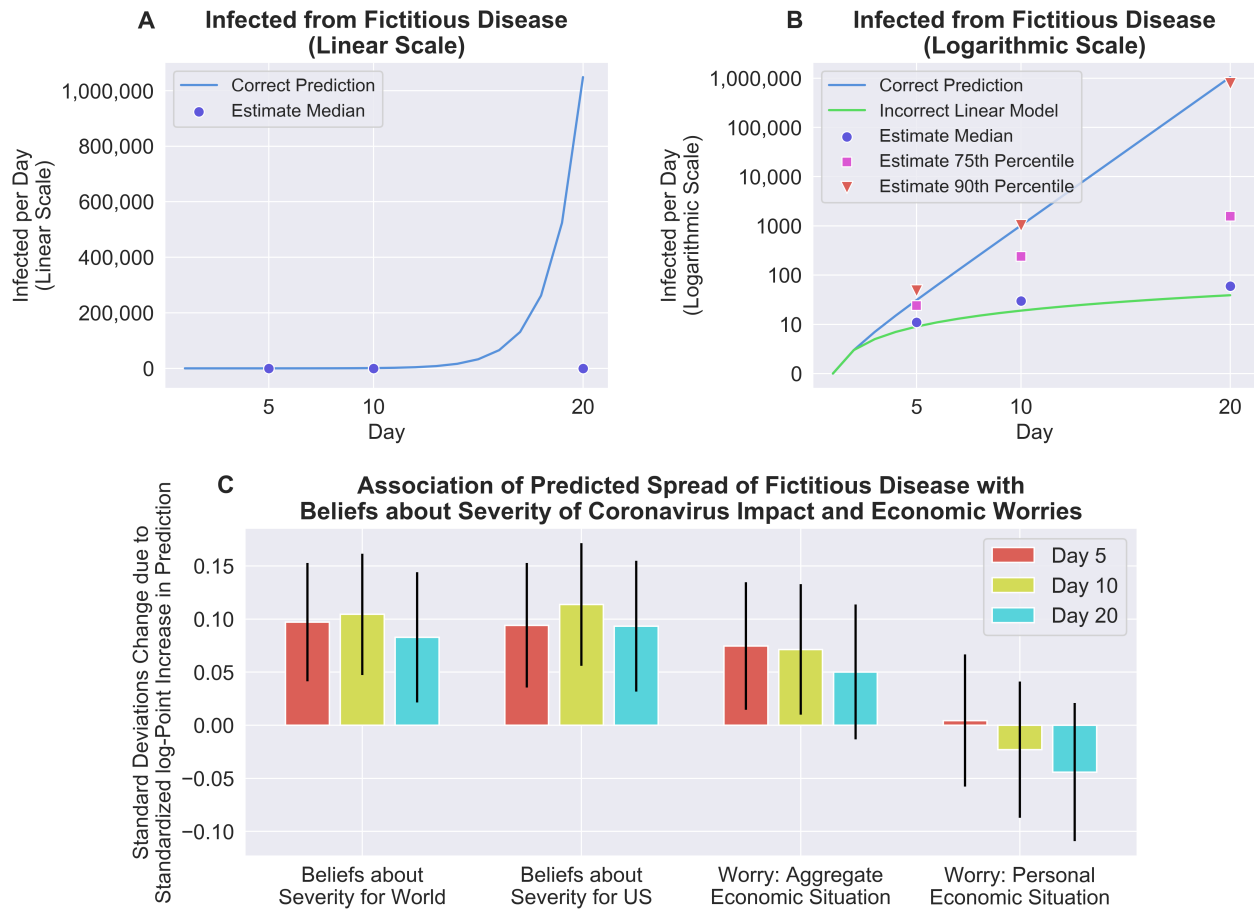 A
Infected from Fictitious Disease
(Linear Scale)
Infected per Day
(Linear Scale)
1,000,000
800,000
600,000
400,000
200,000
0
Correct Prediction
Estimate Median
5
10
20
Day
B
Infected from Fictitious Disease
(Logarithmic Scale)
Infected per Day
(Logarithmic Scale)
1,000,000
100,000
10,000
1000
100
10
0
Correct Prediction
Incorrect Linear Model
Estimate Median
Estimate 75th Percentile
Estimate 90th Percentile
5
10
20
Day
C
Association of Predicted Spread of Fictitious Disease with
Beliefs about Severity of Coronavirus Impact and Economic Worries
Standard Deviations Change due to
Standardized log-Point Increase in Prediction
0.15
0.10
0.05
0.00
−0.05
−0.10
Day 5
Day 10
Day 20
Beliefs about
Severity for World
Beliefs about
Severity for US
Worry: Aggregate
Economic Situation
Worry: Personal
Economic Situation